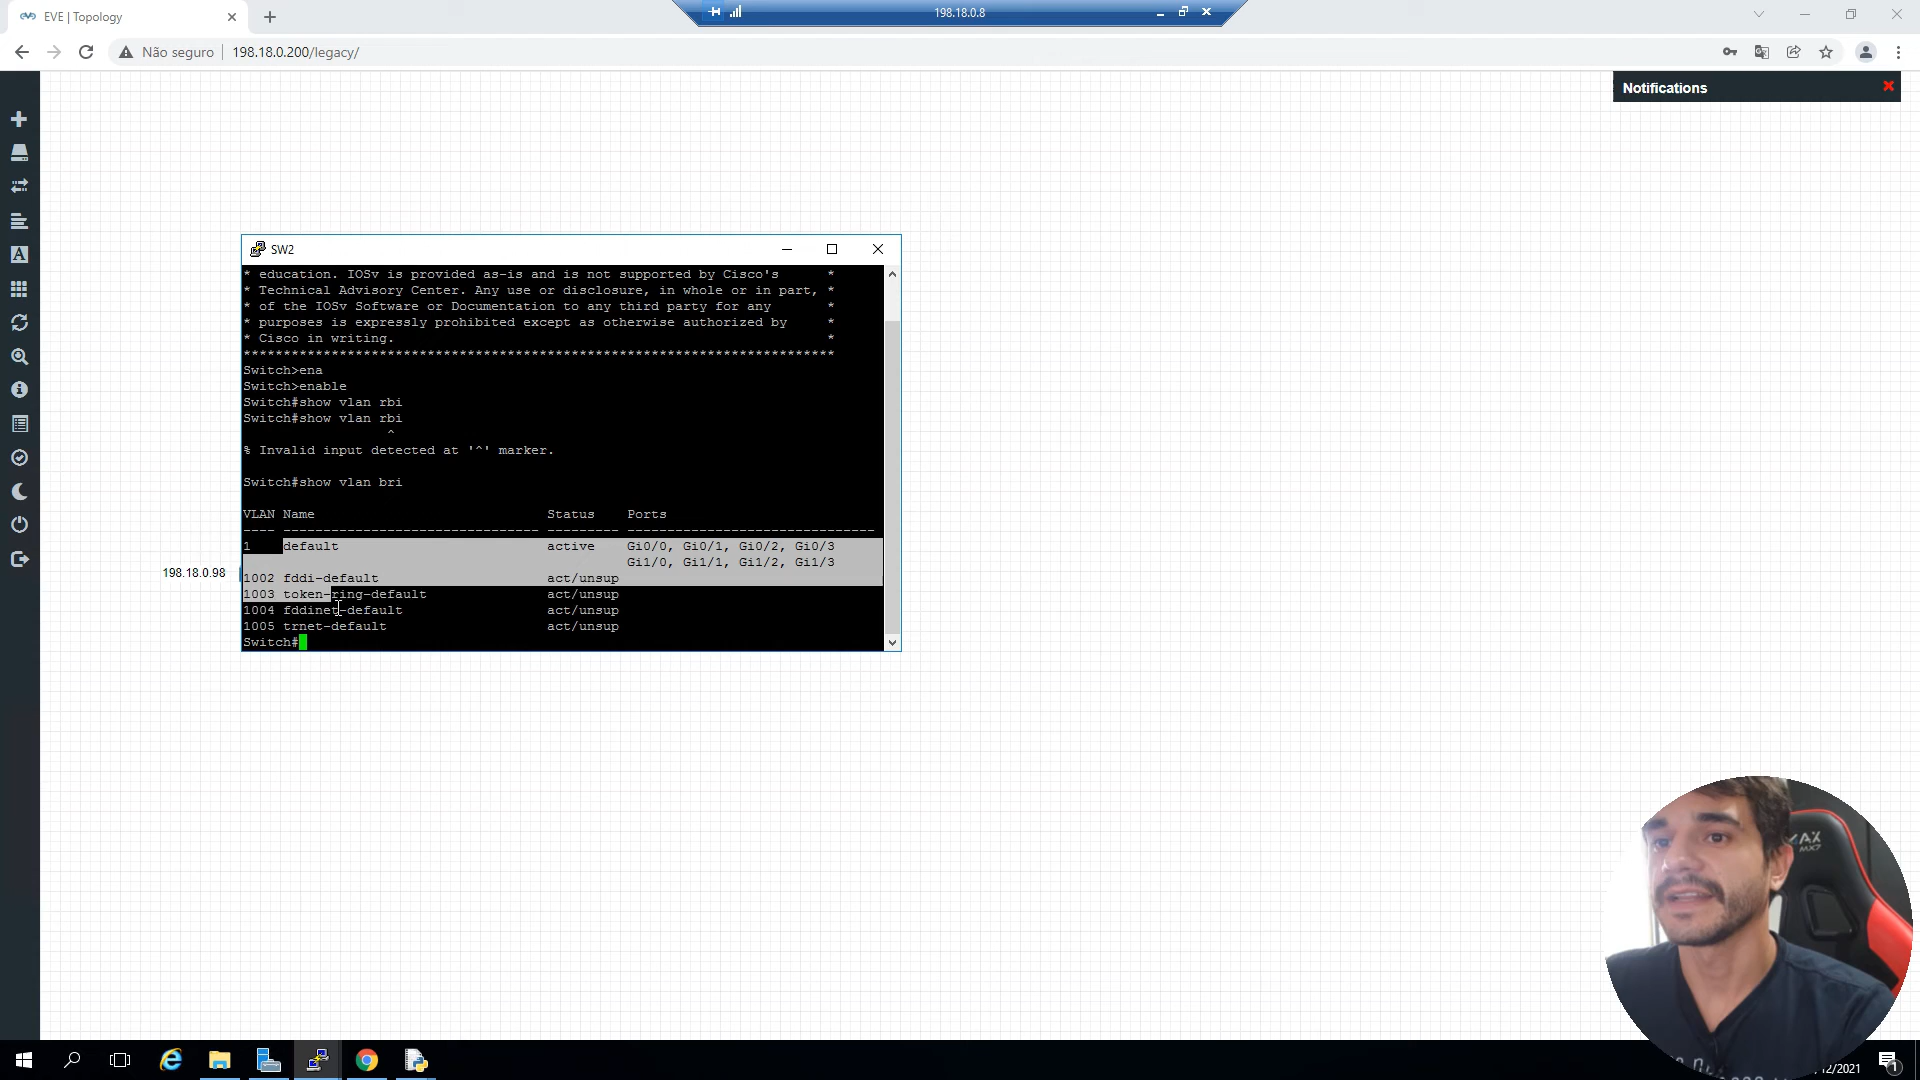 EVE | Topology
198.18.0.8
Não seguro
198.18.0.200/legacy/
Notifications
SW2
* education. IOSv is provided as-is and is not supported by Cisco's *
* Technical Advisory Center. Any use or disclosure, in whole or in part, *
* of the IOSv Software or Documentation to any third party for any *
* purposes is expressly prohibited except as otherwise authorized by *
* Cisco in writing. *
**************************************************************************
Switch>ena
Switch>enable
Switch#show vlan rbi
Switch#show vlan rbi
^
% Invalid input detected at '^' marker.
Switch#show vlan bri
VLAN Name Status Ports
---- -------------------------------- --------- -------------------------------
1 default active Gi0/0, Gi0/1, Gi0/2, Gi0/3
Gi1/0, Gi1/1, Gi1/2, Gi1/3
1002 fddi-default act/unsup
1003 token-ring-default act/unsup
1004 fddinet-default act/unsup
1005 trnet-default act/unsup
Switch#
198.18.0.98
MAX
MX7
/12/2021
1